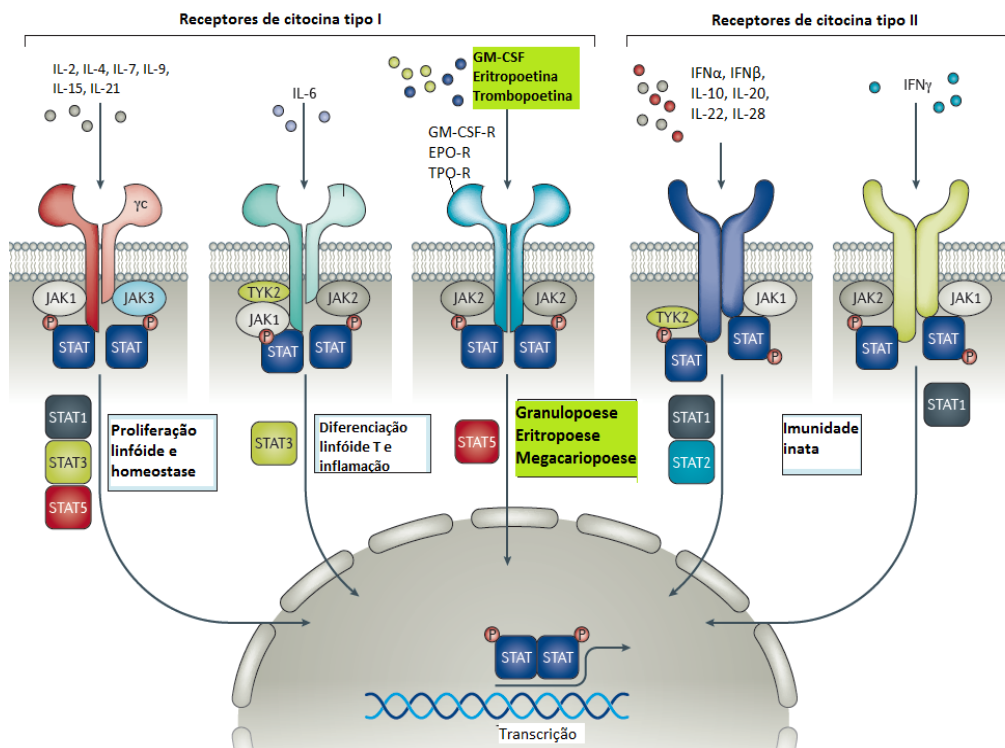 Receptores de citocina tipo I
Receptores de citocina tipo II
IL-2, IL-4, IL-7, IL-9,
IL-15, IL-21
IL-6
GM-CSF
Eritropoetina
Trombopoetina
IFNα, IFNβ,
IL-10, IL-20,
IL-22, IL-28
IFNγ
GM-CSF-R
EPO-R
TPO-R
γc
JAK1
JAK3
P
P
STAT
STAT
TYK2
JAK1
JAK2
P
P
STAT
STAT
JAK2
JAK2
P
P
STAT
STAT
TYK2
JAK1
P
STAT
STAT
P
JAK2
JAK1
P
STAT
STAT
P
STAT1
STAT3
STAT5
Proliferação
linfóide e
homeostase
STAT3
Diferenciação
linfóide T e
inflamação
STAT5
Granulopoese
Eritropoese
Megacariopoese
STAT1
STAT2
Imunidade
inata
STAT1
P
P
STAT
STAT
Transcrição